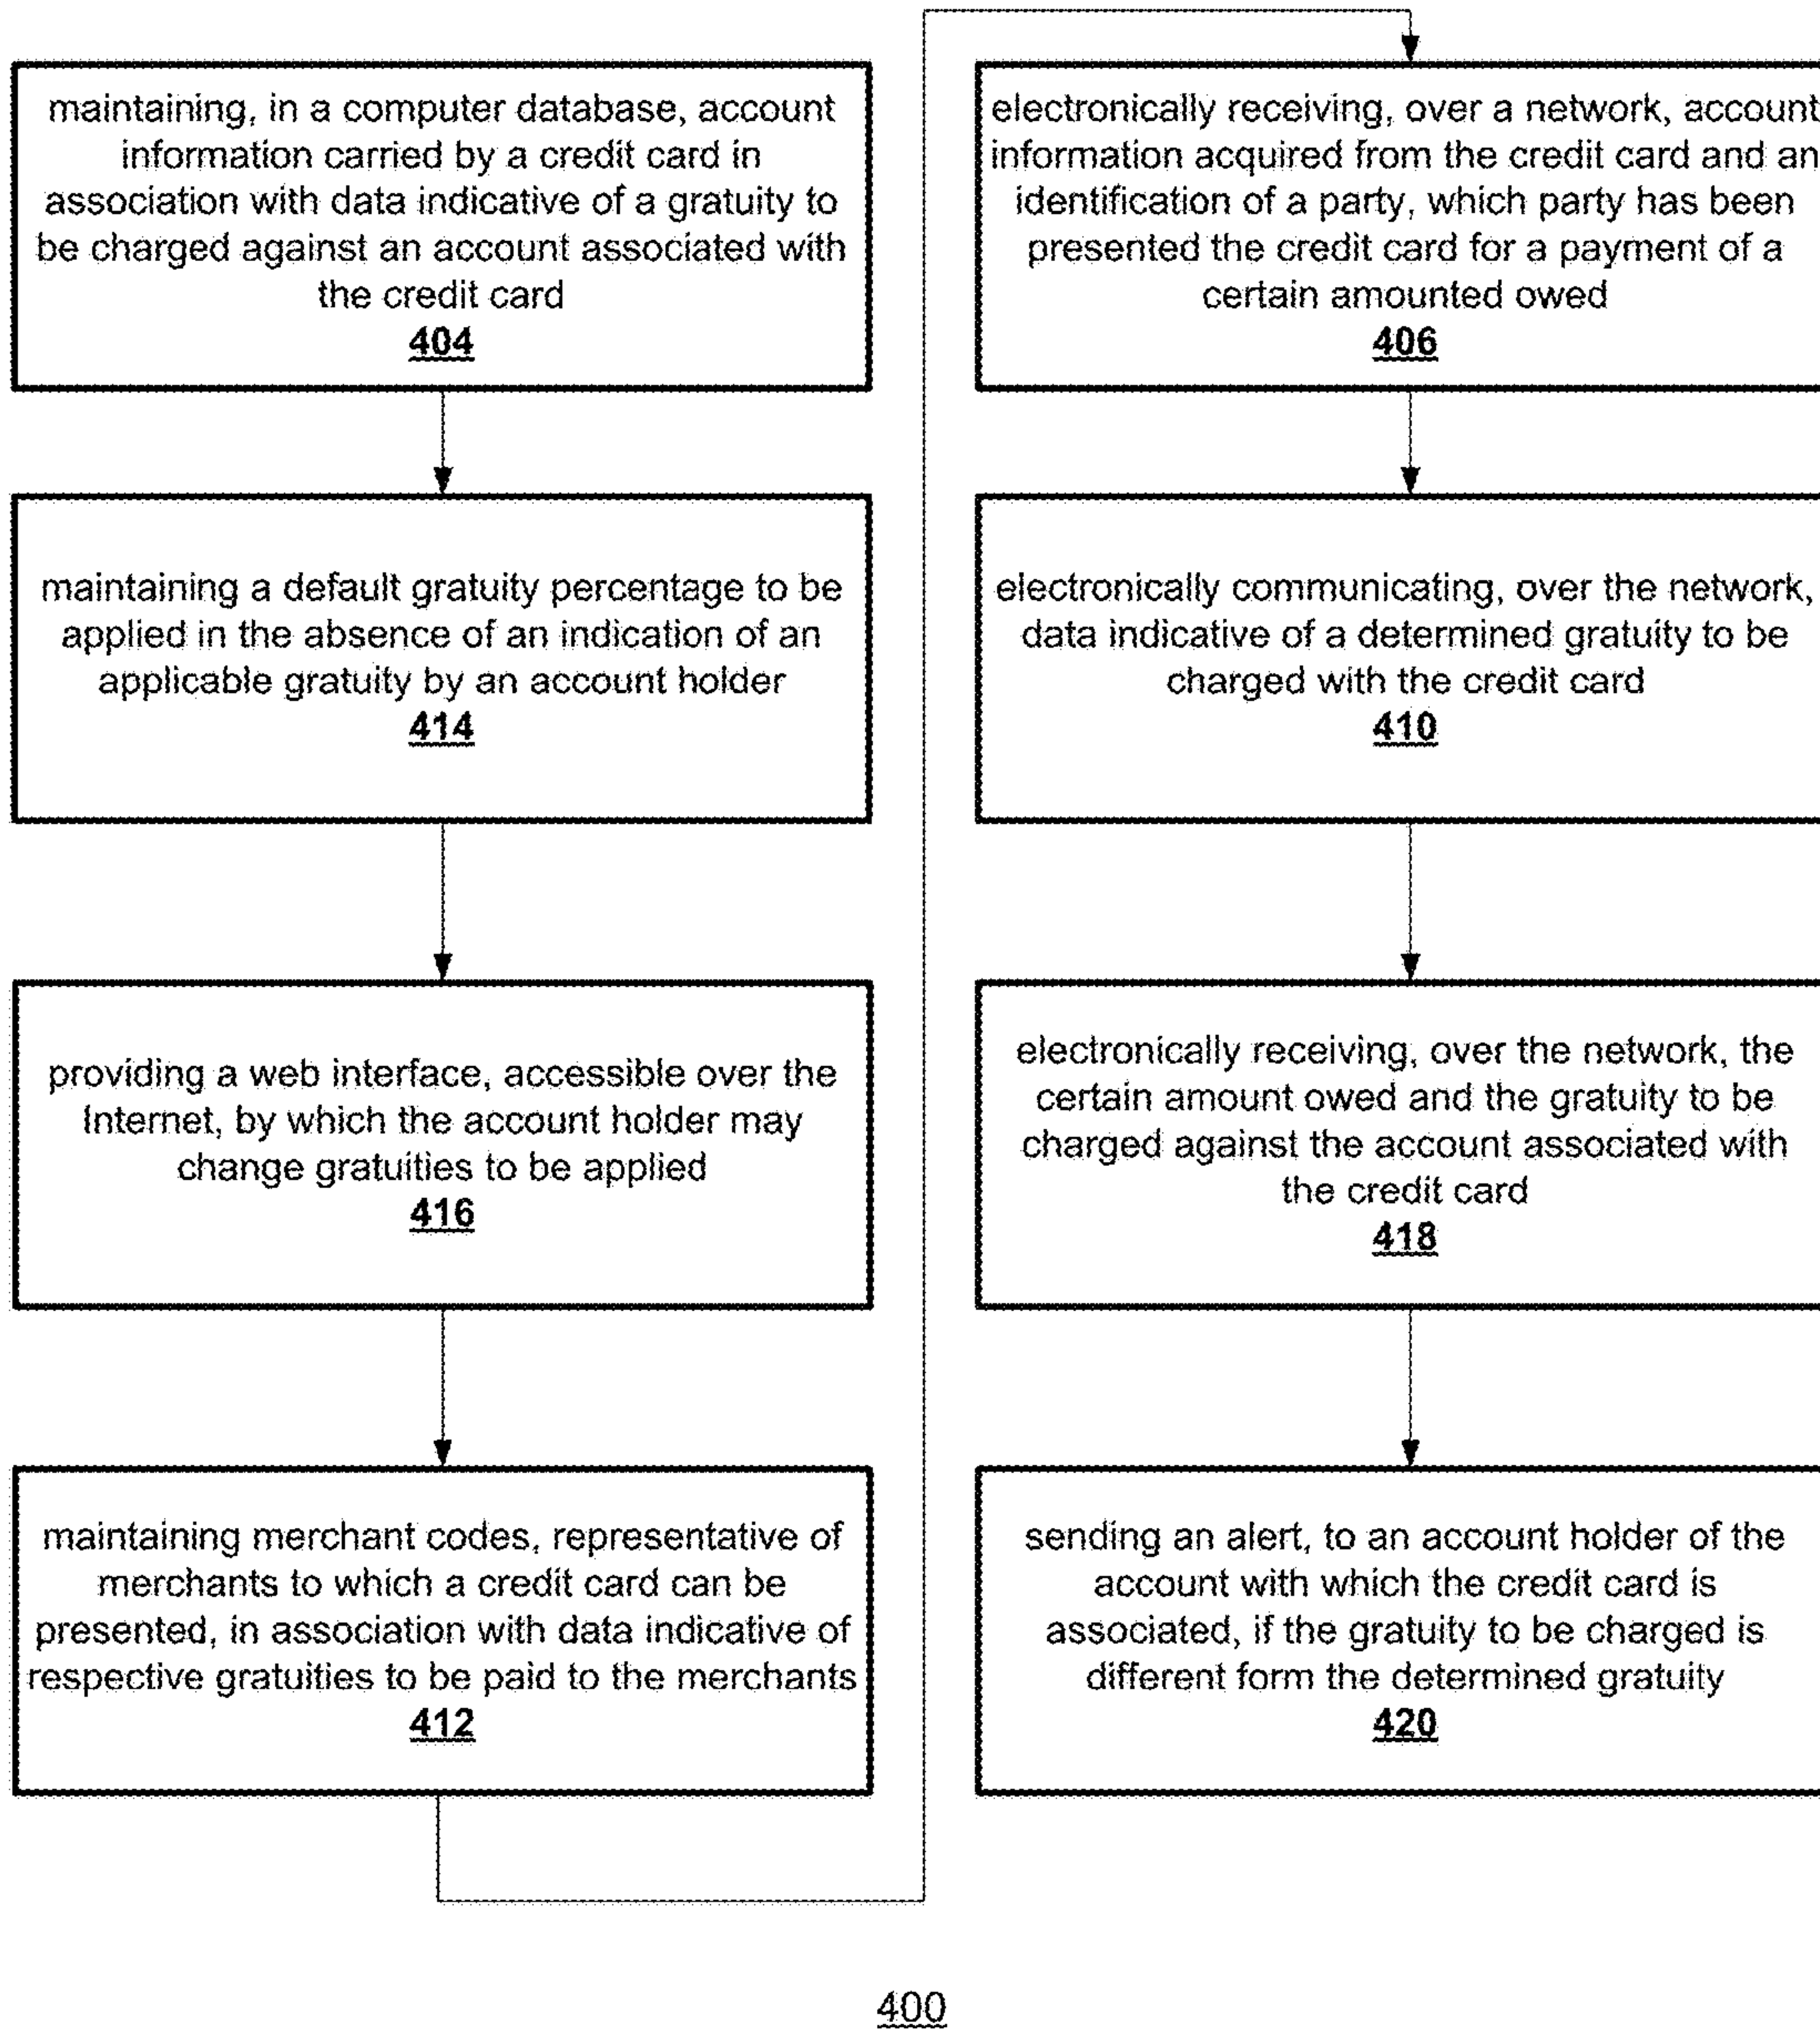 maintaining, in a computer database, account
information carried by a credit card in
association with data indicative of a gratuity to
be charged against an account associated with
the credit card
404
maintaining a default gratuity percentage to be
applied in the absence of an indication of an
applicable gratuity by an account holder
414
providing a web interface, accessible over the
Internet, by which the account holder may
change gratuities to be applied
416
maintaining merchant codes, representative of
merchants to which a credit card can be
presented, in association with data indicative of
respective gratuities to be paid to the merchants
412
electronically receiving, over a network, account
information acquired from the credit card and an
identification of a party, which party has been
presented the credit card for a payment of a
certain amounted owed
406
electronically communicating, over the network,
data indicative of a determined gratuity to be
charged with the credit card
410
electronically receiving, over the network, the
certain amount owed and the gratuity to be
charged against the account associated with
the credit card
418
sending an alert, to an account holder of the
account with which the credit card is
associated, if the gratuity to be charged is
different form the determined gratuity
420
400